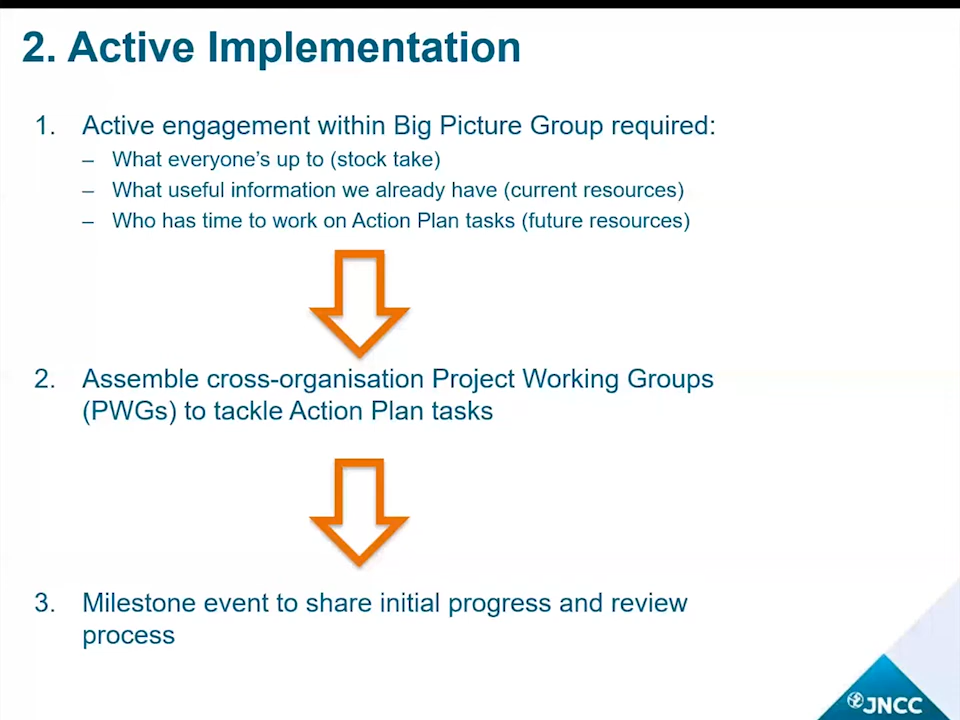 2. Active Implementation
1. Active engagement within Big Picture Group required:
– What everyone’s up to (stock take)
– What useful information we already have (current resources)
– Who has time to work on Action Plan tasks (future resources)
2. Assemble cross-organisation Project Working Groups
(PWGs) to tackle Action Plan tasks
3. Milestone event to share initial progress and review
process
JNCC